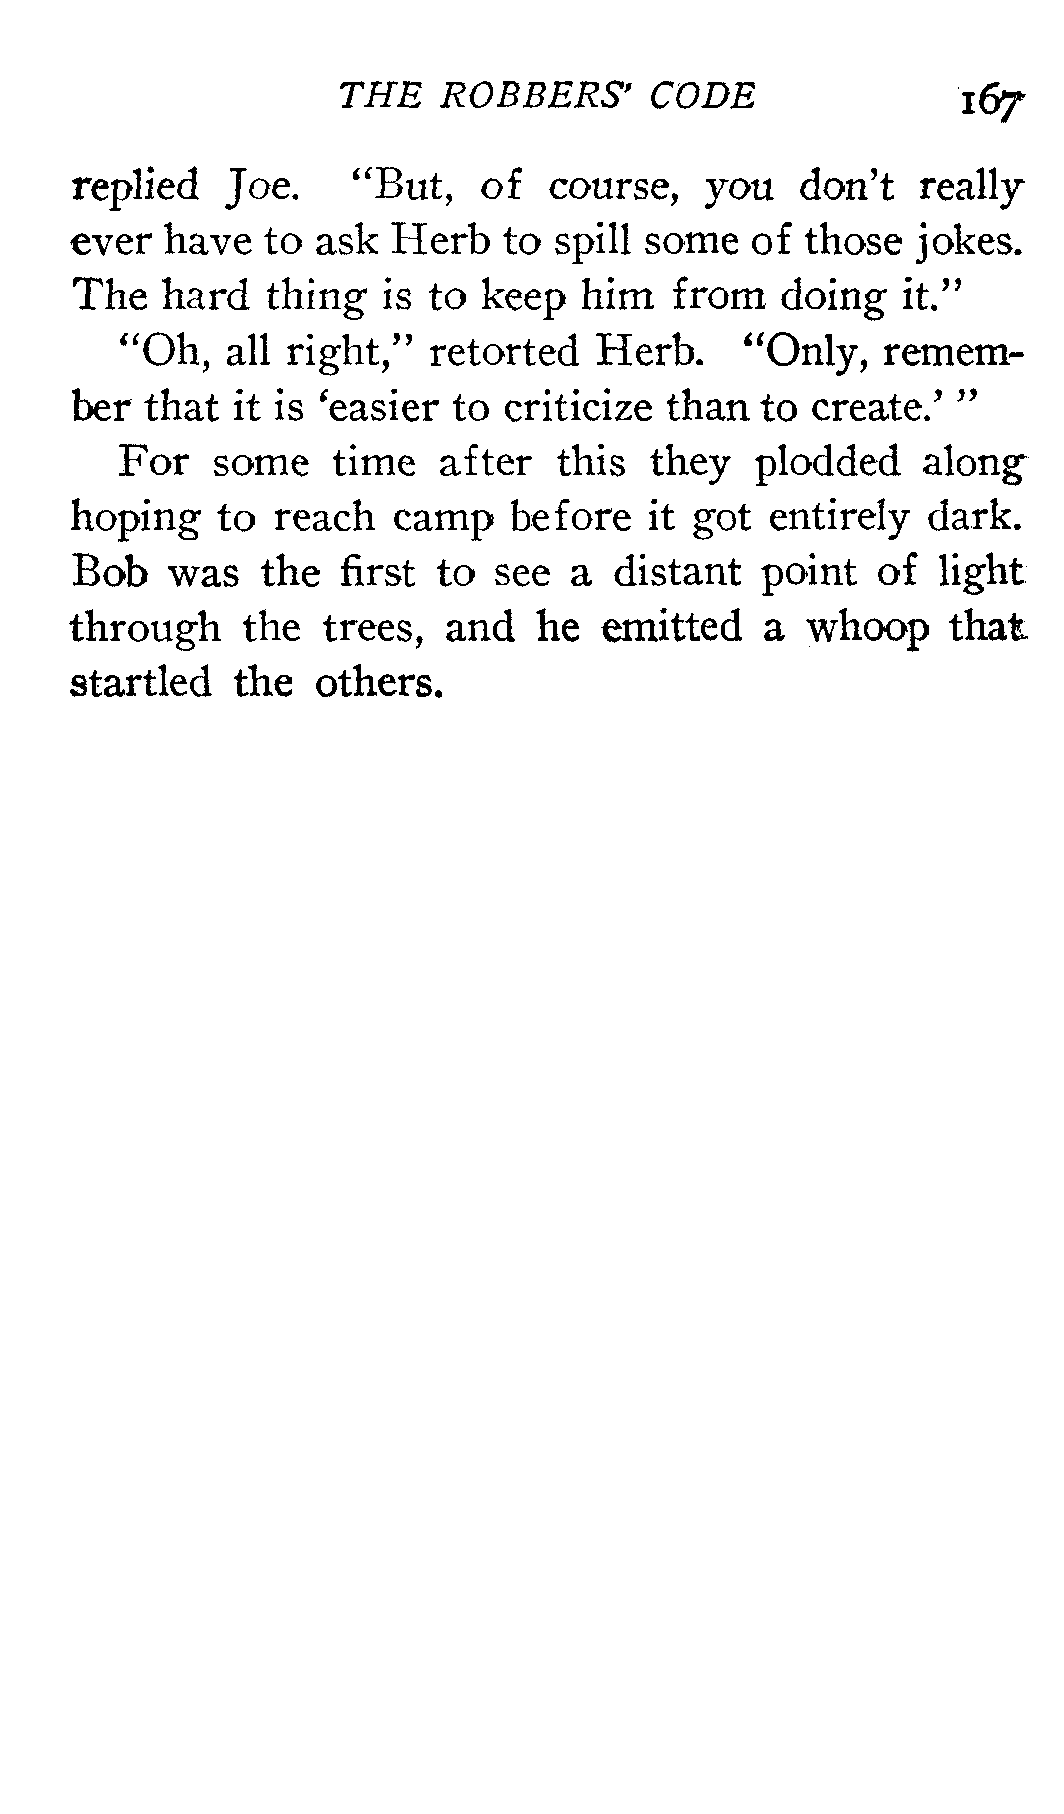 THE ROBBERS' CODE 167
replied Joe. “But, of course, you don't really
ever have to ask Herb to spill some of those jokes.
The hard thing is to keep him from doing it.”
“Oh, all right,” retorted Herb. “Only, remem-
ber that it is ‘easier to criticize than to create.’ ”
For some time after this they plodded along
hoping to reach camp before it got entirely dark.
Bob was the first to see a distant point of light
through the trees, and he emitted a whoop that
startled the others.